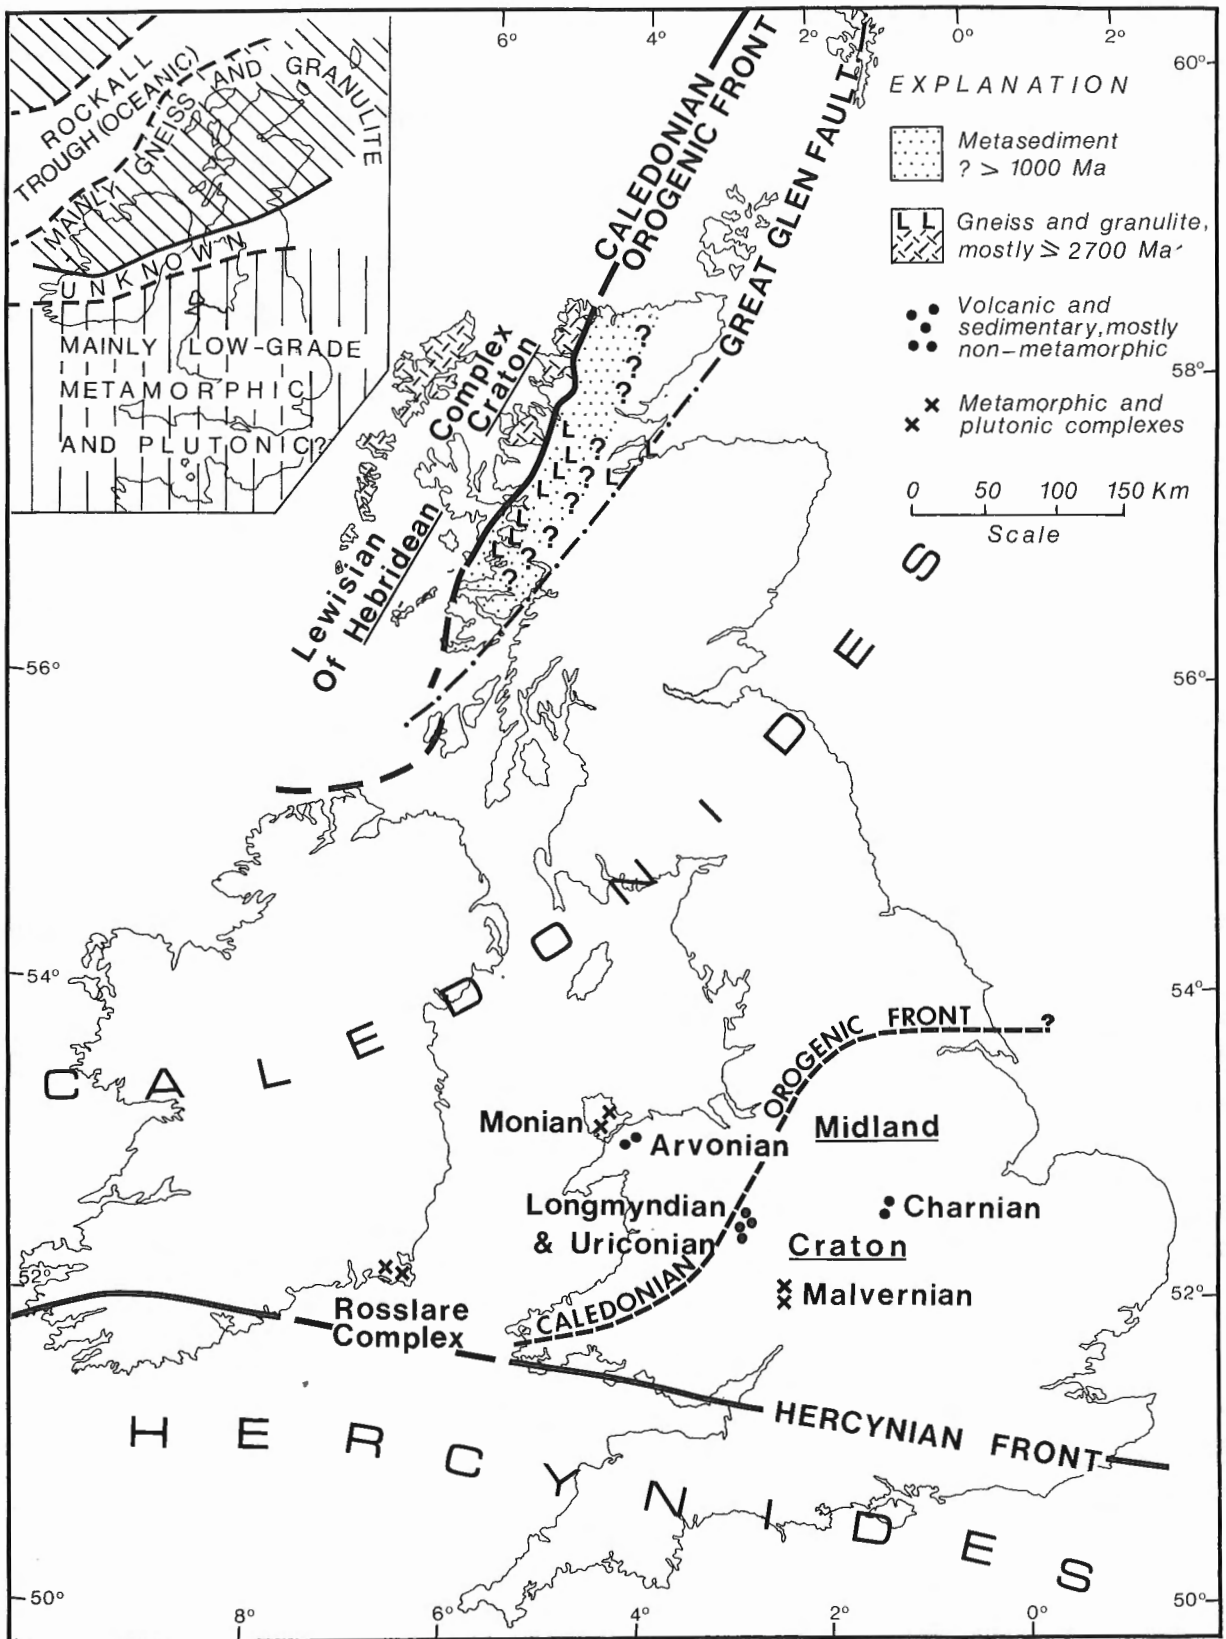 6° 4° 2° 0° 2°
60°
58°
56°
54°
52°
50°
56°
54°
52°
50°
8° 6° 4° 2° 0°
ROCKALL
TROUGH (OCEANIC)
MAINLY GNEISS AND GRANULITE
UNKNOWN
MAINLY LOW-GRADE
METAMORPHIC
AND PLUTONIC?
CALEDONIAN
OROGENIC FRONT
GREAT GLEN FAULT
EXPLANATION
Metasediment
? > 1000 Ma
L L
Gneiss and granulite,
mostly ≥ 2700 Ma
Volcanic and
sedimentary, mostly
non-metamorphic
Metamorphic and
plutonic complexes
0 50 100 150 Km
Scale
Lewisian Complex
Of Hebridean Craton
?
?
?
L
L ?
L ? L L
L ?
L
L ?
L ?
?
CALEDONIDES
OROGENIC FRONT ?
Monian
Arvonian
Midland
Longmyndian
& Uriconian
Charnian
Craton
Malvernian
CALEDONIAN
Rosslare
Complex
HERCYNIAN FRONT
HERCYNIDES